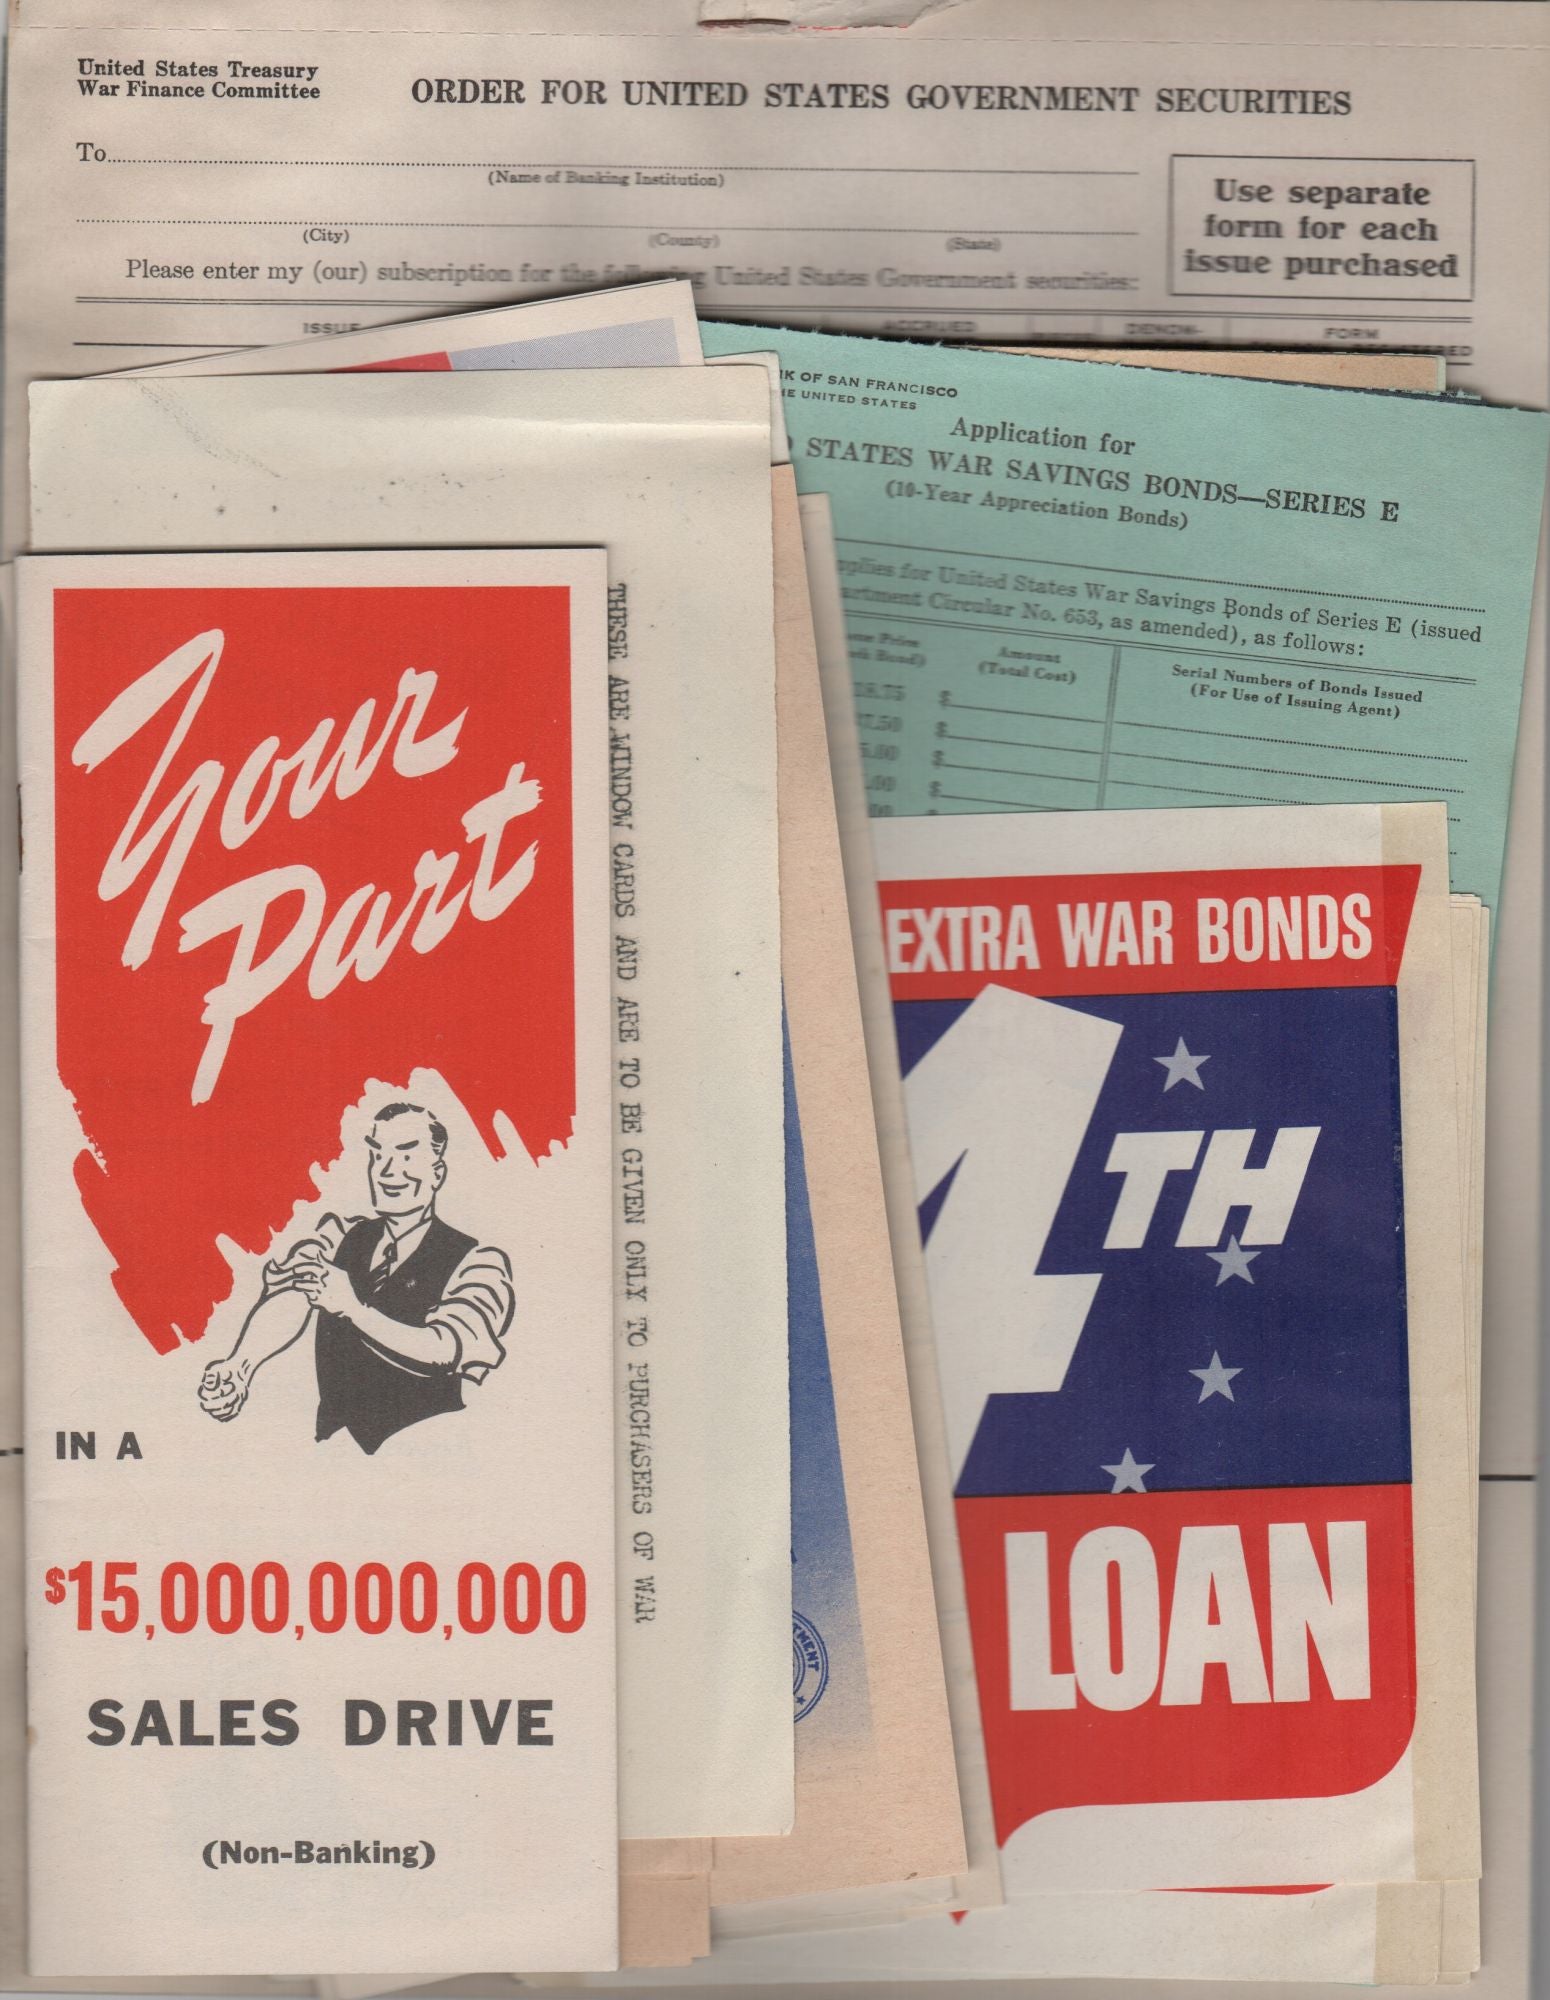 United States Treasury
War Finance Committee
ORDER FOR UNITED STATES GOVERNMENT SECURITIES
To
(Name of Banking Institution)
(City) (County) (State)
Please enter my (our) subscription for the following United States Government securities:
Use separate
form for each
issue purchased
ISSUE ACCRUED DENOM- FORM
OF SAN FRANCISCO
UNITED STATES
Application for
STATES WAR SAVINGS BONDS—SERIES E
(10-Year Appreciation Bonds)
for United States War Savings Bonds of Series E (issued
Circular No. 653, as amended), as follows:
Price
Bond)
Amount
(Total Cost)
Serial Numbers of Bonds Issued
(For Use of Issuing Agent)
$
$
$
$
$
Your
Part
IN A
$15,000,000,000
SALES DRIVE
(Non-Banking)
THESE ARE WINDOW CARDS AND ARE TO BE GIVEN ONLY TO PURCHASERS OF WAR
EXTRA WAR BONDS
4TH
LOAN